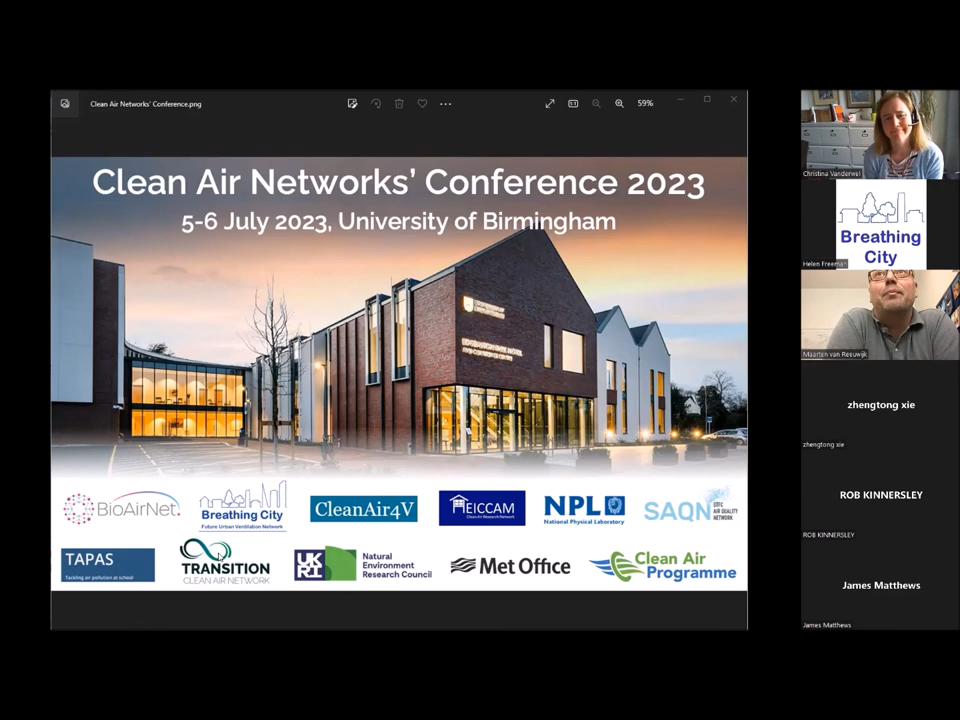 Clean Air Networks' Conference.png
59%
Clean Air Networks' Conference 2023
5-6 July 2023, University of Birmingham
BioAirNet.
Breathing City
Future Urban Ventilation Network
CleanAir4V
HEICCAM
Clean Air Research Network
NPL
National Physical Laboratory
SAQN
STFC
AIR QUALITY
NETWORK
TAPAS
Tackling air pollution at school
TRANSITION
CLEAN AIR NETWORK
UK
RI
Natural
Environment
Research Council
Met Office
Clean Air
Programme
Christina Vanderwel
Breathing
City
Helen Freeman
Maarten van Reeuwijk
zhengtong xie
zhengtong xie
ROB KINNERSLEY
ROB KINNERSLEY
James Matthews
James Matthews